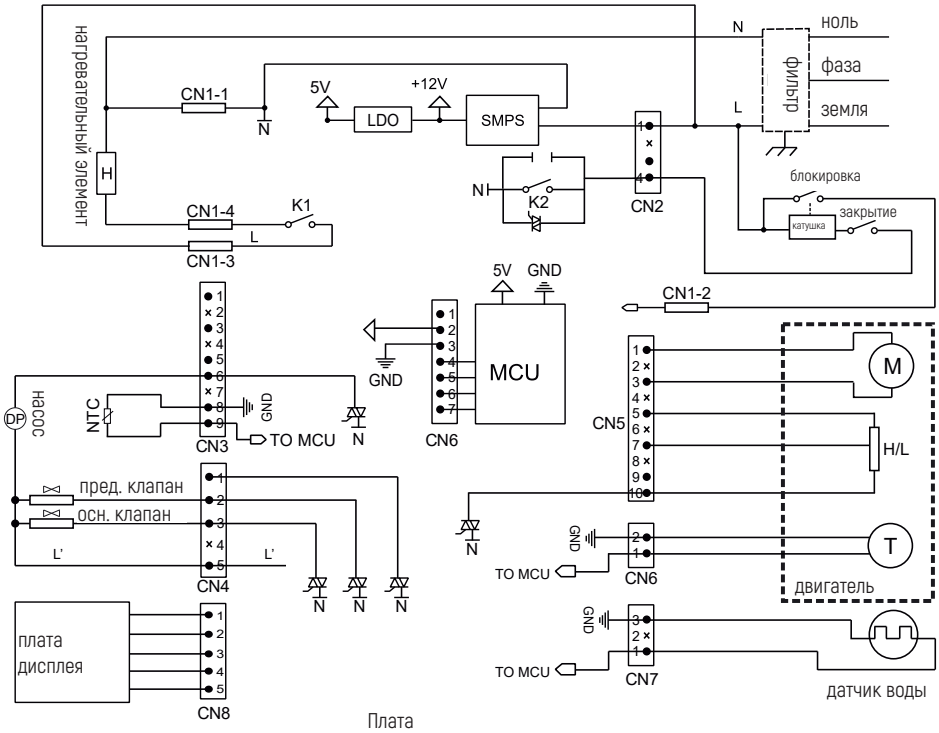 N
ноль
фаза
L
земля
фильтр
нагревательный элемент
CN1-1
N
5V
+12V
LDO
SMPS
1
×
4
CN2
H
N
K2
CN1-4
K1
L
CN1-3
блокировка
катушка
закрытие
CN1-2
1
×2
3
×4
5
6
×7
8
9
CN3
GND
NTC
TO MCU
насос
DP
N
5V
GND
1
2
3
4
5
6
7
CN6
GND
MCU
1
2×
3
4×
5
6×
7
8×
9
10
CN5
M
H/L
N
пред. клапан
осн. клапан
L'
L'
1
2
3
×4
5
CN4
N
N
N
GND
2
1
CN6
TO MCU
T
двигатель
плата
дисплея
1
2
3
4
5
CN8
GND
3
2×
1
CN7
TO MCU
датчик воды
Плата